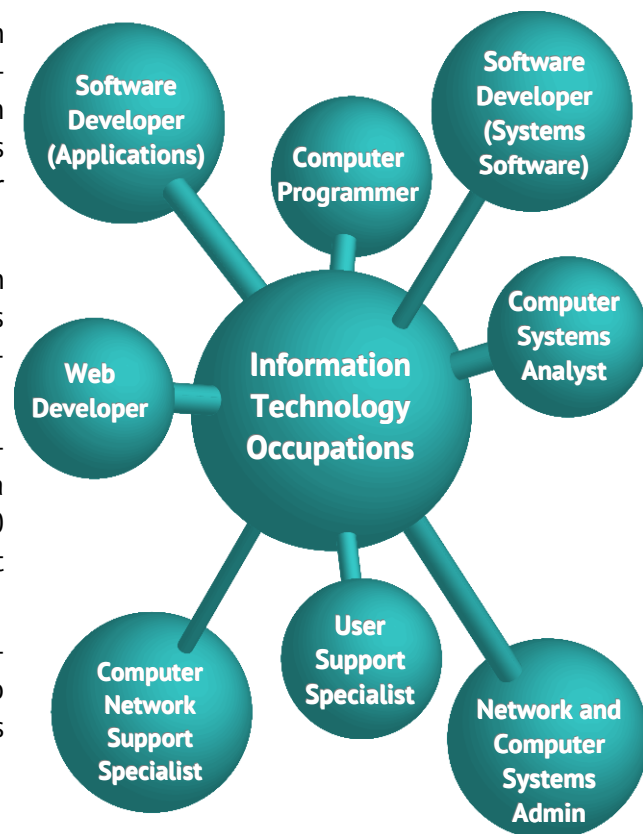 Software
Developer
(Applications)
Computer
Programmer
Software
Developer
(Systems
Software)
Web
Developer
Information
Technology
Occupations
Computer
Systems
Analyst
Computer
Network
Support
Specialist
User
Support
Specialist
Network and
Computer
Systems
Admin